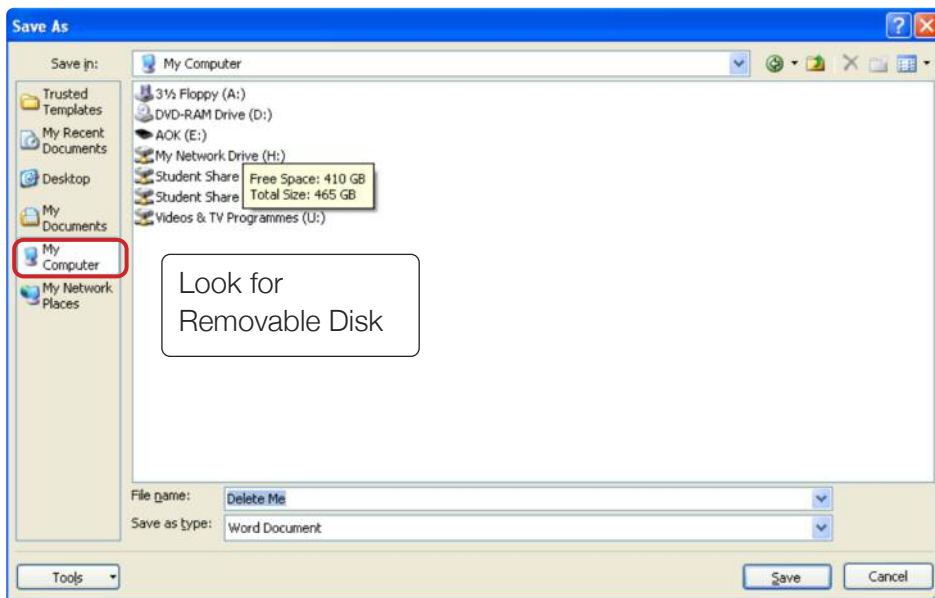 Save As
Save in:
My Computer
Trusted
Templates
My Recent
Documents
Desktop
My
Documents
My
Computer
My Network
Places
3½ Floppy (A:)
DVD-RAM Drive (D:)
AOK (E:)
My Network Drive (H:)
Student Share
Student Share
Videos & TV Programmes (U:)
Free Space: 410 GB
Total Size: 465 GB
Look for
Removable Disk
File name:
Delete Me
Save as type:
Word Document
Tools
Save
Cancel